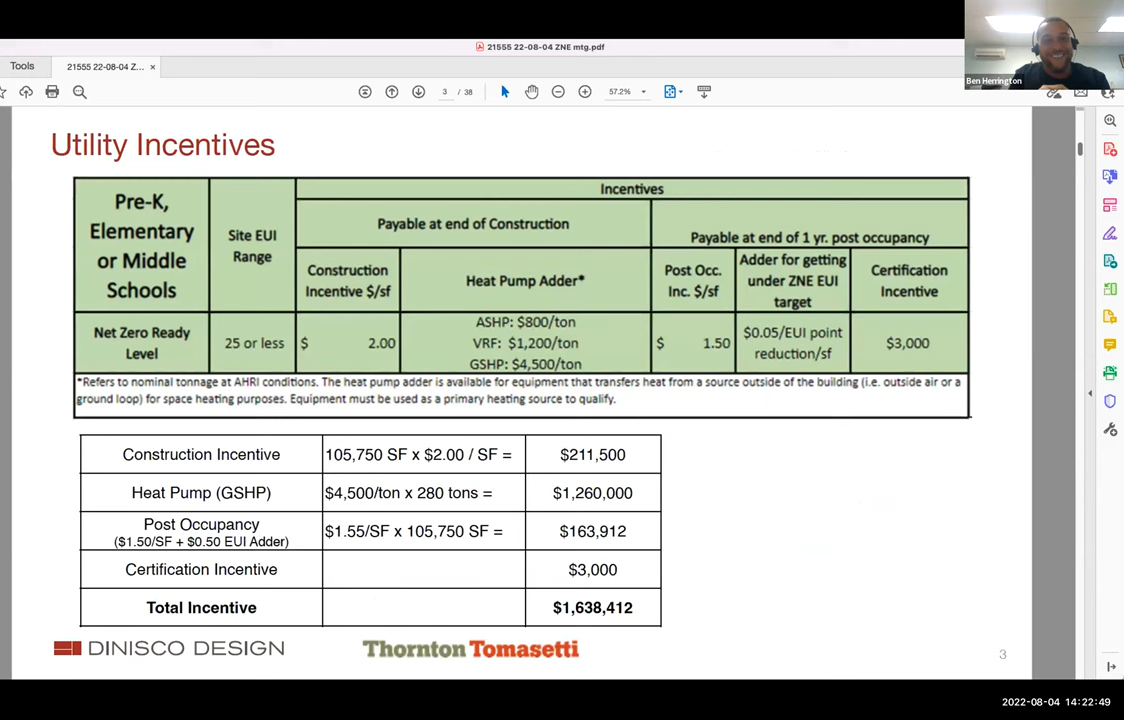 21555 22-08-04 ZNE mtg.pdf
Tools
21555 22-08-04 Z... ×
3 / 38
57.2%
Ben Herrington
Utility Incentives
Pre-K,
Elementary
or Middle
Schools
Site EUI
Range
Incentives
Payable at end of Construction
Payable at end of 1 yr. post occupancy
Construction
Incentive $/sf
Heat Pump Adder*
Post Occ.
Inc. $/sf
Adder for getting
under ZNE EUI
target
Certification
Incentive
Net Zero Ready
Level
25 or less
$ 2.00
ASHP: $800/ton
VRF: $1,200/ton
GSHP: $4,500/ton
$ 1.50
$0.05/EUI point
reduction/sf
$3,000
*Refers to nominal tonnage at AHRI conditions. The heat pump adder is available for equipment that transfers heat from a source outside of the building (i.e. outside air or a
ground loop) for space heating purposes. Equipment must be used as a primary heating source to qualify.
Construction Incentive 105,750 SF x $2.00 / SF = $211,500
Heat Pump (GSHP) $4,500/ton x 280 tons = $1,260,000
Post Occupancy
($1.50/SF + $0.50 EUI Adder)
$1.55/SF x 105,750 SF = $163,912
Certification Incentive $3,000
Total Incentive $1,638,412
DINISCO DESIGN
Thornton Tomasetti
3
2022-08-04 14:22:49